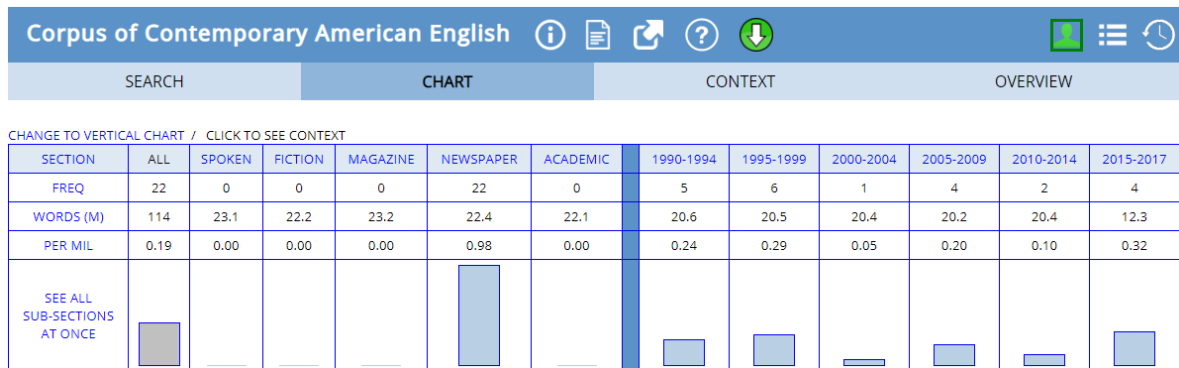 Corpus of Contemporary American English
SEARCH CHART CONTEXT OVERVIEW
CHANGE TO VERTICAL CHART / CLICK TO SEE CONTEXT
SECTION ALL SPOKEN FICTION MAGAZINE NEWSPAPER ACADEMIC 1990-1994 1995-1999 2000-2004 2005-2009 2010-2014 2015-2017
FREQ 22 0 0 0 22 0 5 6 1 4 2 4
WORDS (M) 114 23.1 22.2 23.2 22.4 22.1 20.6 20.5 20.4 20.2 20.4 12.3
PER MIL 0.19 0.00 0.00 0.00 0.98 0.00 0.24 0.29 0.05 0.20 0.10 0.32
SEE ALL
SUB-SECTIONS
AT ONCE